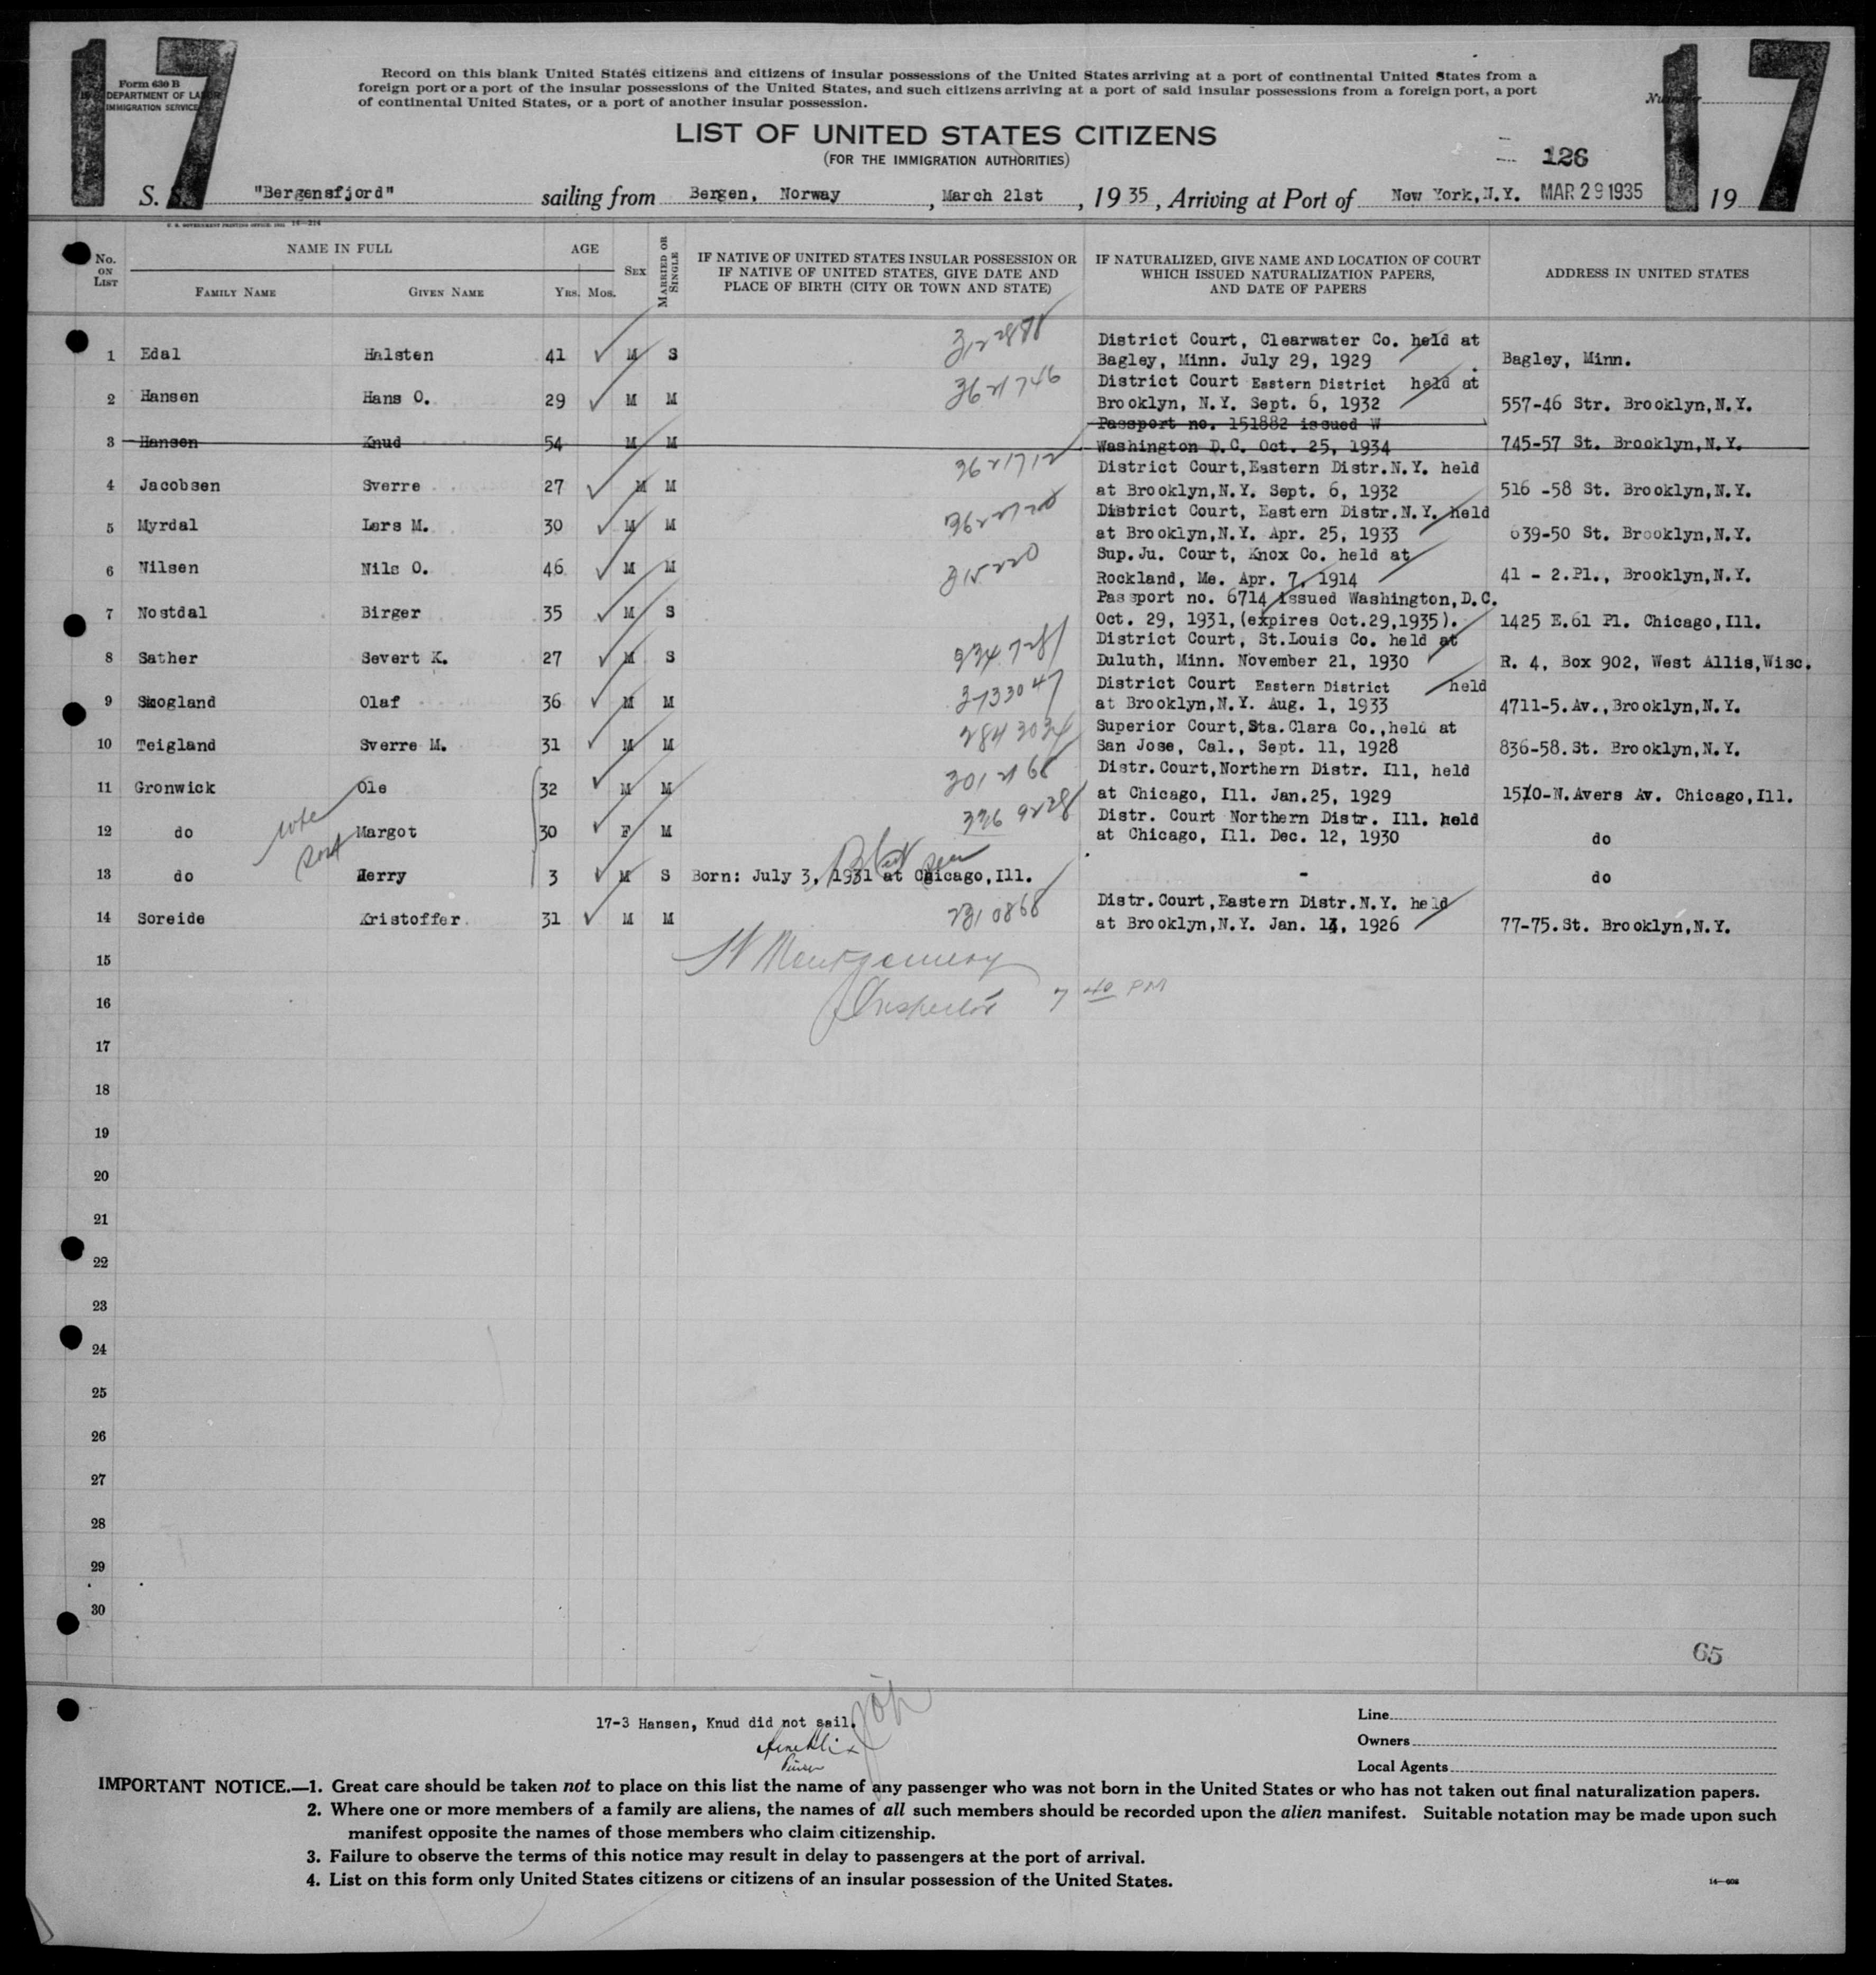 17
17
Form 630 B
DEPARTMENT OF LABOR
IMMIGRATION SERVICE
Record on this blank United States citizens and citizens of insular possessions of the United States arriving at a port of continental United States from a
foreign port or a port of the insular possessions of the United States, and such citizens arriving at a port of said insular possessions from a foreign port, a port
of continental United States, or a port of another insular possession.
Number
LIST OF UNITED STATES CITIZENS
(FOR THE IMMIGRATION AUTHORITIES)
126
S. S. "Bergensfjord" sailing from Bergen, Norway, March 21st, 1935, Arriving at Port of New York, N.Y. MAR 29 1935 19
No. ON LIST
NAME IN FULL
FAMILY NAME GIVEN NAME
AGE
YRS. MOS.
SEX
MARRIED OR SINGLE
IF NATIVE OF UNITED STATES INSULAR POSSESSION OR
IF NATIVE OF UNITED STATES, GIVE DATE AND
PLACE OF BIRTH (CITY OR TOWN AND STATE)
IF NATURALIZED, GIVE NAME AND LOCATION OF COURT
WHICH ISSUED NATURALIZATION PAPERS,
AND DATE OF PAPERS
ADDRESS IN UNITED STATES
District Court, Clearwater Co. held at
1 Edal Halsten 41 M S Bagley, Minn. July 29, 1929 Bagley, Minn.
3621746 District Court Eastern District held at
2 Hansen Hans O. 29 M M Brooklyn, N.Y. Sept. 6, 1932 557-46 Str. Brooklyn, N.Y.
Passport no. 151882 issued W
3 Hansen Knud 54 M M Washington D.C. Oct. 25, 1934 745-57 St. Brooklyn, N.Y.
3621712 District Court, Eastern Distr. N.Y. held
4 Jacobsen Sverre 27 M M at Brooklyn, N.Y. Sept. 6, 1932 516 -58 St. Brooklyn, N.Y.
District Court, Eastern Distr. N.Y. held
5 Myrdal Lars M. 30 M M at Brooklyn, N.Y. Apr. 25, 1933 639-50 St. Brooklyn, N.Y.
Sup. Ju. Court, Knox Co. held at
6 Nilsen Nils O. 46 M M Rockland, Me. Apr. 7, 1914 41 - 2.Pl., Brooklyn, N.Y.
Passport no. 6714 issued Washington, D.C.
7 Nostdal Birger 35 M S Oct. 29, 1931, (expires Oct.29,1935). 1425 E.61 Pl. Chicago, Ill.
District Court, St.Louis Co. held at
8 Sather Severt K. 27 M S Duluth, Minn. November 21, 1930 R. 4, Box 902, West Allis, Wisc.
3733047 District Court Eastern District held
9 Skogland Olaf 36 M M at Brooklyn, N.Y. Aug. 1, 1933 4711-5.Av., Brooklyn, N.Y.
Superior Court, Sta. Clara Co., held at
10 Teigland Sverre M. 31 M M San Jose, Cal., Sept. 11, 1928 836-58.St. Brooklyn, N.Y.
3012168 Distr. Court, Northern Distr. Ill, held
11 Gronwick Ole 32 M M at Chicago, Ill. Jan.25, 1929 1510-N.Avers Av. Chicago, Ill.
Distr. Court Northern Distr. Ill. held
12 do Margot 30 F M at Chicago, Ill. Dec. 12, 1930 do
13 do Jerry 3 M S Born: July 3, 1931 at Chicago, Ill. - do
2310868 Distr. Court, Eastern Distr. N.Y. held
14 Soreide Kristoffer 31 M M at Brooklyn, N.Y. Jan. 13, 1926 77-75.St. Brooklyn, N.Y.
15 Montgomery
16 Inspector 7 40 PM
17
18
19
20
21
22
23
24
25
26
27
28
29
30
65
17-3 Hansen, Knud did not sail.
Line
Owners
Local Agents
IMPORTANT NOTICE.—1. Great care should be taken not to place on this list the name of any passenger who was not born in the United States or who has not taken out final naturalization papers.
2. Where one or more members of a family are aliens, the names of all such members should be recorded upon the alien manifest. Suitable notation may be made upon such
manifest opposite the names of those members who claim citizenship.
3. Failure to observe the terms of this notice may result in delay to passengers at the port of arrival.
4. List on this form only United States citizens or citizens of an insular possession of the United States.